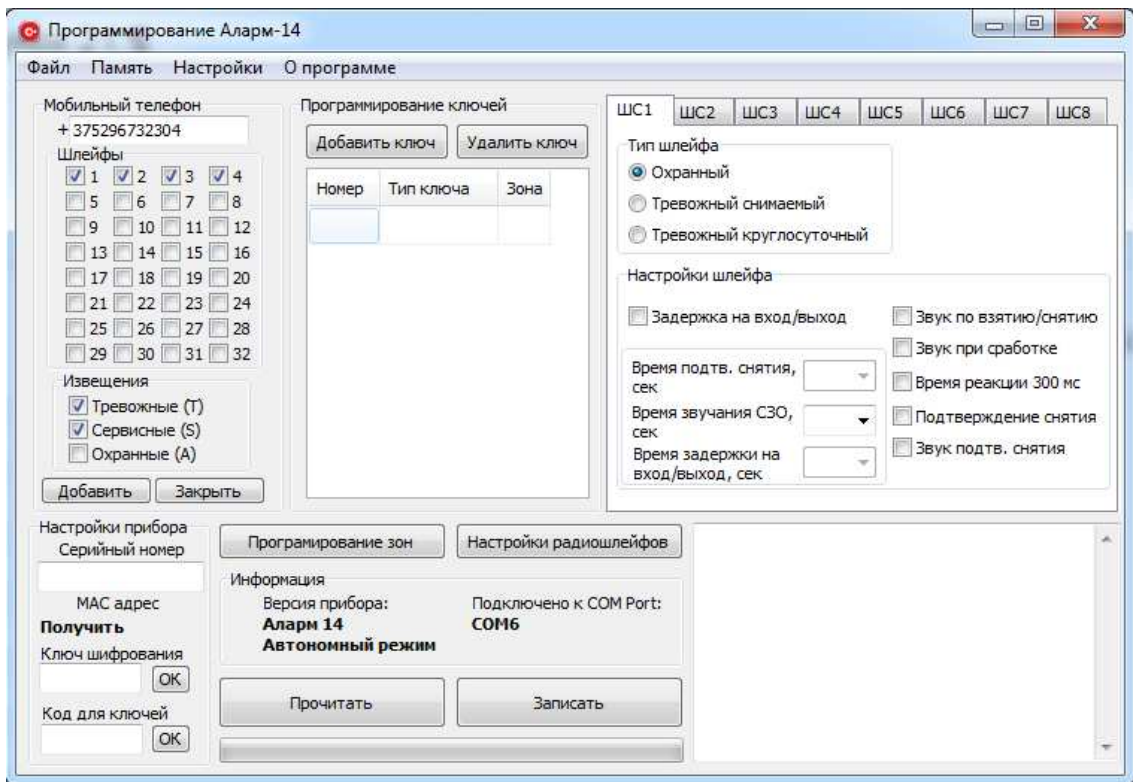 Программирование Аларм-14
Файл Память Настройки О программе
Мобильный телефон
+ 375296732304
Шлейфы
1 2 3 4
5 6 7 8
9 10 11 12
13 14 15 16
17 18 19 20
21 22 23 24
25 26 27 28
29 30 31 32
Извещения
Тревожные (T)
Сервисные (S)
Охранные (A)
Добавить Закрыть
Программирование ключей
Добавить ключ Удалить ключ
Номер Тип ключа Зона
ШС1 ШС2 ШС3 ШС4 ШС5 ШС6 ШС7 ШС8
Тип шлейфа
Охранный
Тревожный снимаемый
Тревожный круглосуточный
Настройки шлейфа
Задержка на вход/выход
Время подтв. снятия,
сек
Время звучания СЗО,
сек
Время задержки на
вход/выход, сек
Звук по взятию/снятию
Звук при сработке
Время реакции 300 мс
Подтверждение снятия
Звук подтв. снятия
Настройки прибора
Серийный номер
MAC адрес
Получить
Ключ шифрования
OK
Код для ключей
OK
Програмирование зон Настройки радиошлейфов
Информация
Версия прибора:
Аларм 14
Автономный режим
Подключено к COM Port:
COM6
Прочитать Записать